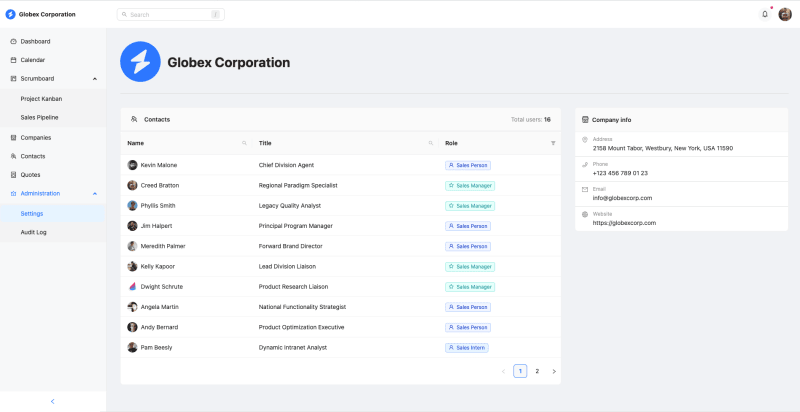 Globex Corporation
Search
/
Dashboard
Calendar
Scrumboard
Project Kanban
Sales Pipeline
Companies
Contacts
Quotes
Administration
Settings
Audit Log
Globex Corporation
Contacts
Total users: 16
Name Title Role
Kevin Malone Chief Division Agent Sales Person
Creed Bratton Regional Paradigm Specialist Sales Manager
Phyllis Smith Legacy Quality Analyst Sales Manager
Jim Halpert Principal Program Manager Sales Person
Meredith Palmer Forward Brand Director Sales Person
Kelly Kapoor Lead Division Liaison Sales Manager
Dwight Schrute Product Research Liaison Sales Manager
Angela Martin National Functionality Strategist Sales Person
Andy Bernard Product Optimization Executive Sales Person
Pam Beesly Dynamic Intranet Analyst Sales Intern
1 2
Company info
Address
2158 Mount Tabor, Westbury, New York, USA 11590
Phone
+123 456 789 01 23
Email
info@globexcorp.com
Website
https://globexcorp.com